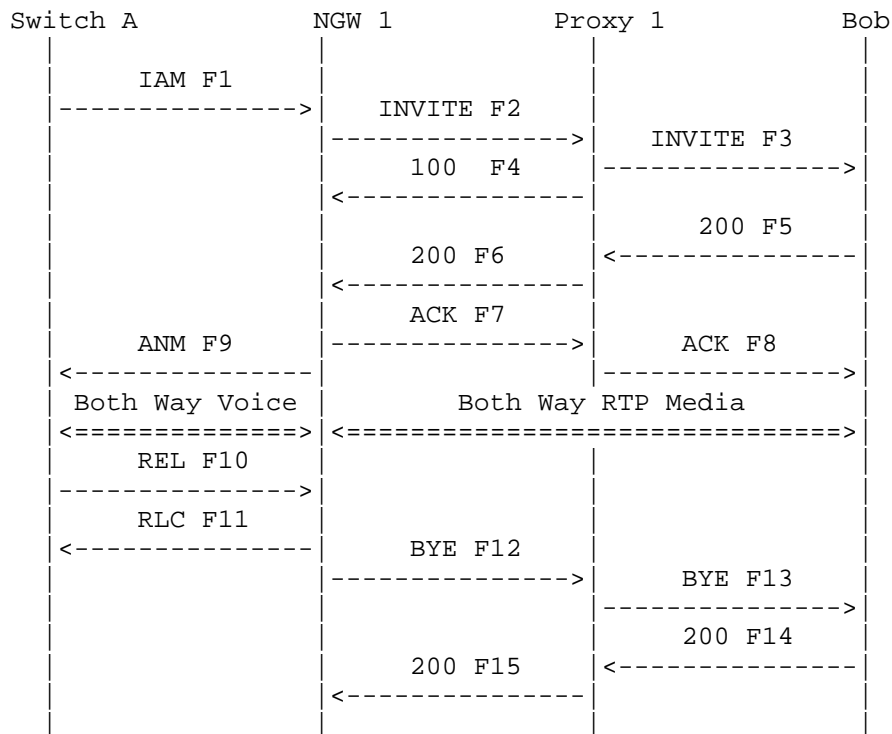 Switch A NGW 1 Proxy 1 Bob
IAM F1
INVITE F2
INVITE F3
100 F4
200 F5
200 F6
ACK F7
ANM F9 ACK F8
Both Way Voice Both Way RTP Media
REL F10
RLC F11
BYE F12
BYE F13
200 F14
200 F15